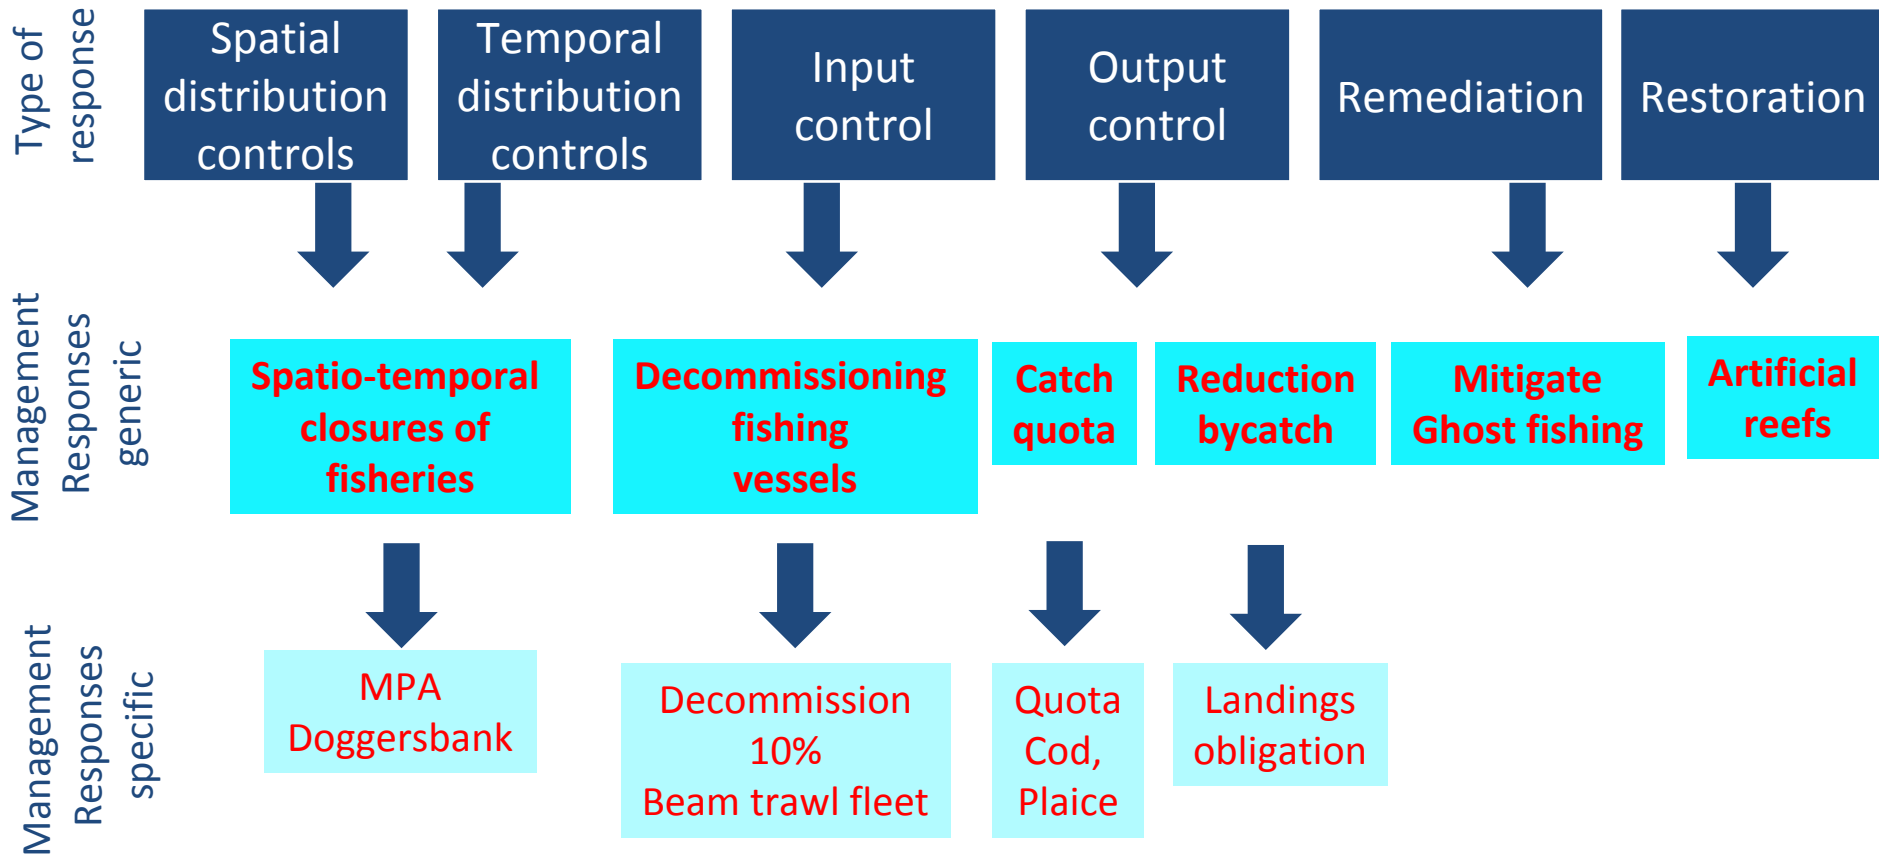 Type of
response
Spatial
distribution
controls
Temporal
distribution
controls
Input
control
Output
control
Remediation
Restoration
Management
Responses
generic
Spatio-temporal
closures of
fisheries
Decommissioning
fishing
vessels
Catch
quota
Reduction
bycatch
Mitigate
Ghost fishing
Artificial
reefs
Management
Responses
specific
MPA
Doggersbank
Decommission
10%
Beam trawl fleet
Quota
Cod,
Plaice
Landings
obligation